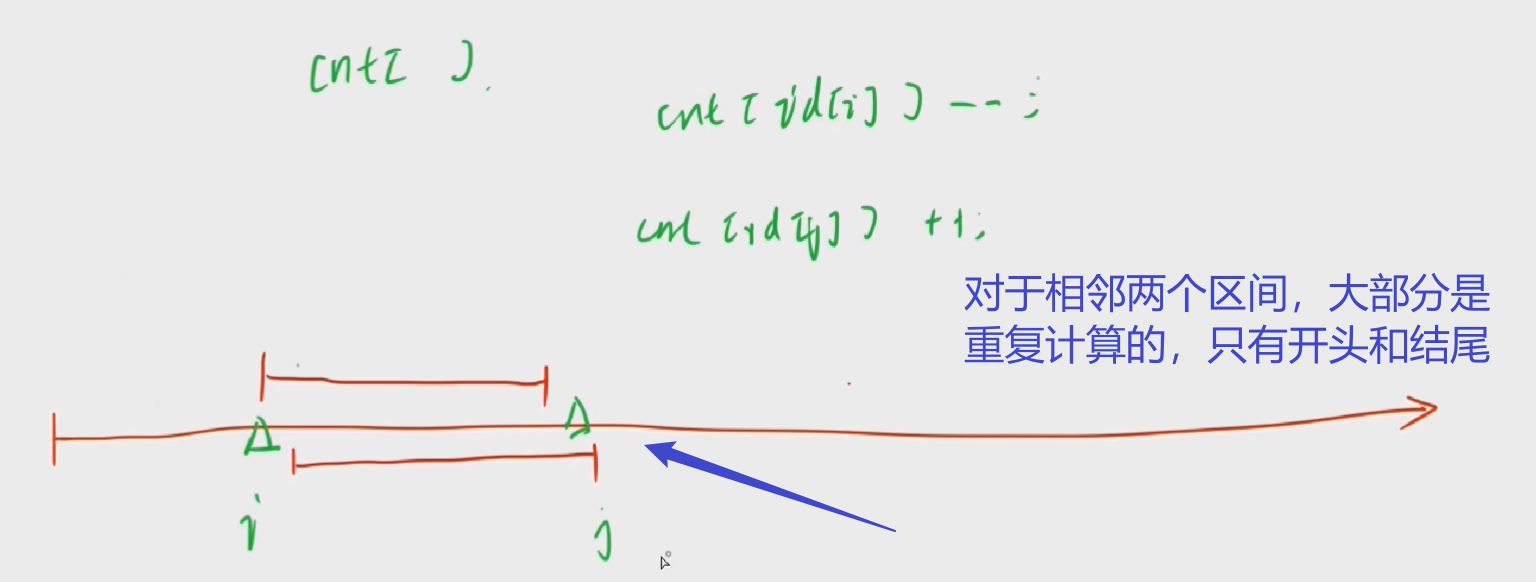 cnt[ ]
cnt[id[i]]--;
cnt[id[j]]++;
对于相邻两个区间，大部分是
重复计算的，只有开头和结尾
i
j